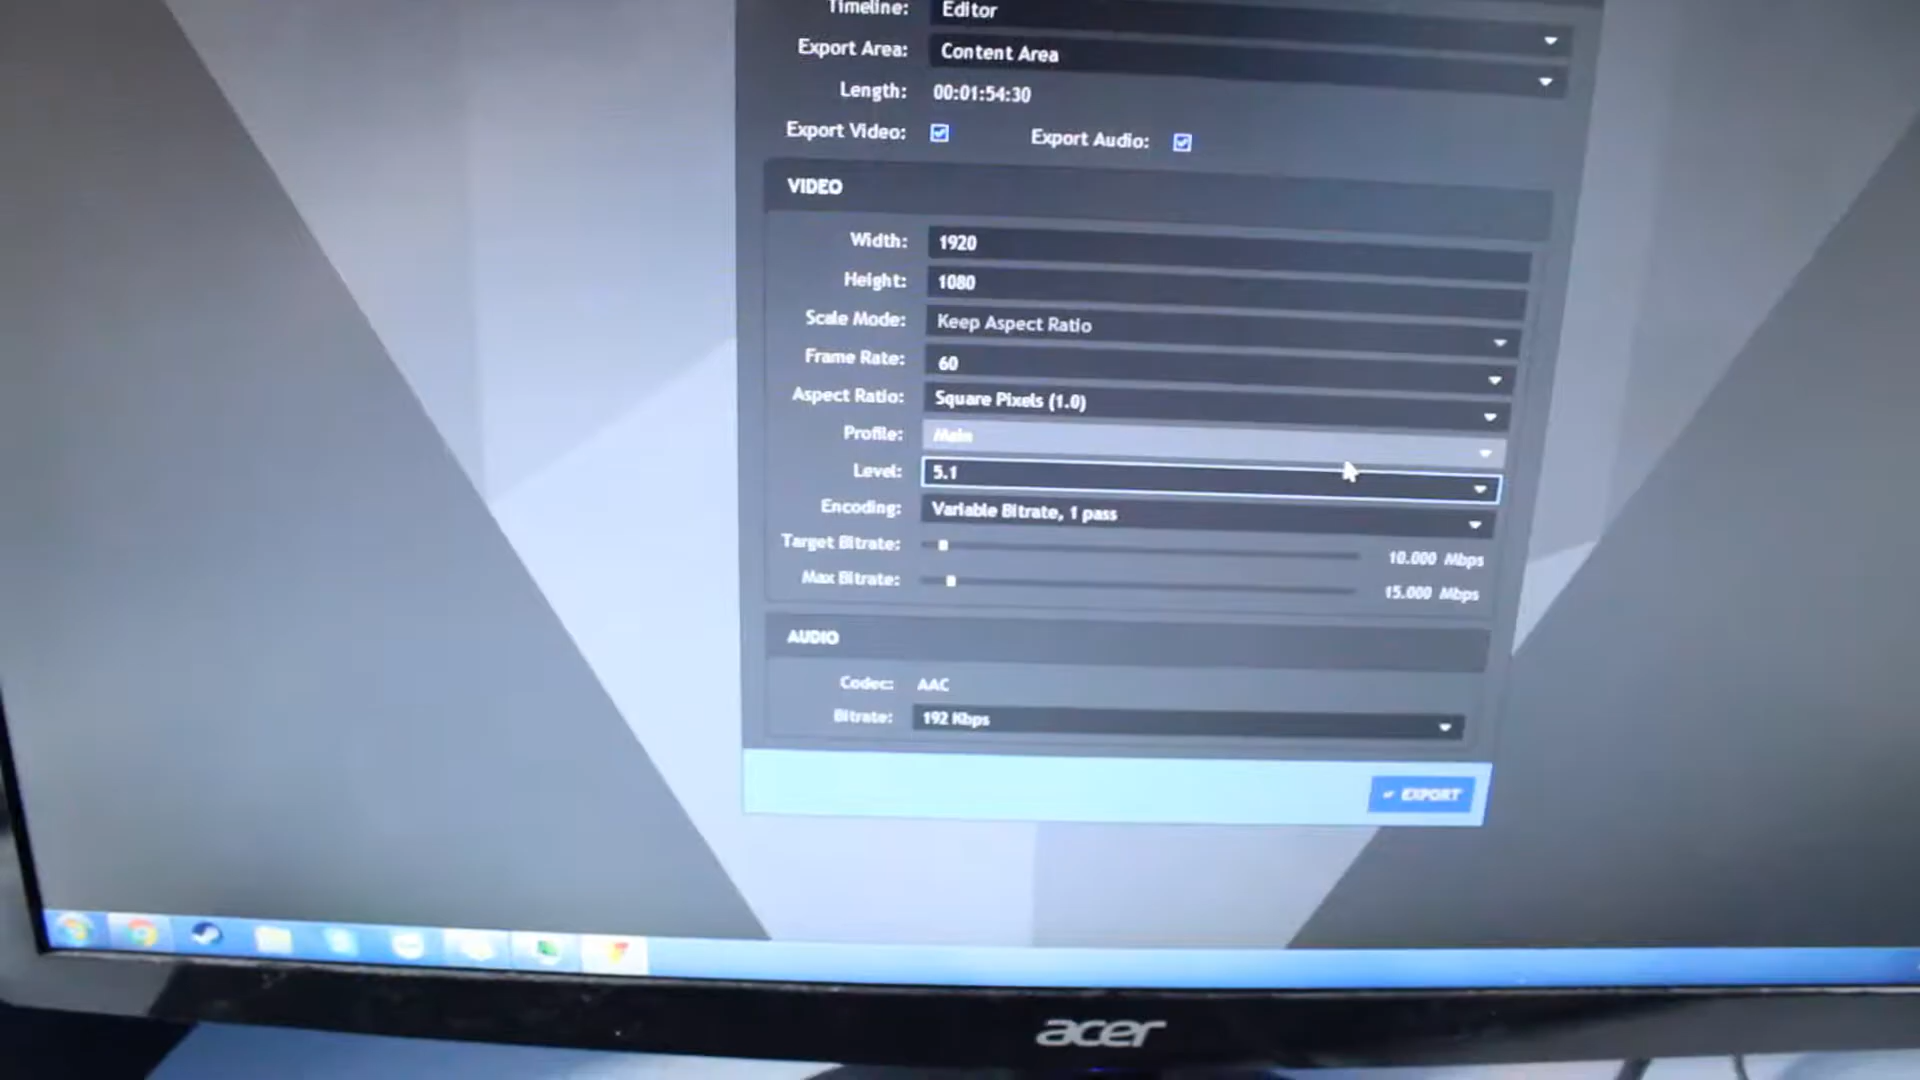 Timeline: Editor
Export Area: Content Area
Length: 00:01:54:30
Export Video: Export Audio:
VIDEO
Width: 1920
Height: 1080
Scale Mode: Keep Aspect Ratio
Frame Rate: 60
Aspect Ratio: Square Pixels (1.0)
Profile: Main
Level: 5.1
Encoding: Variable Bitrate, 1 pass
Target Bitrate: 10.000 Mbps
Max Bitrate: 15.000 Mbps
AUDIO
Codec: AAC
Bitrate: 192 Kbps
EXPORT
acer